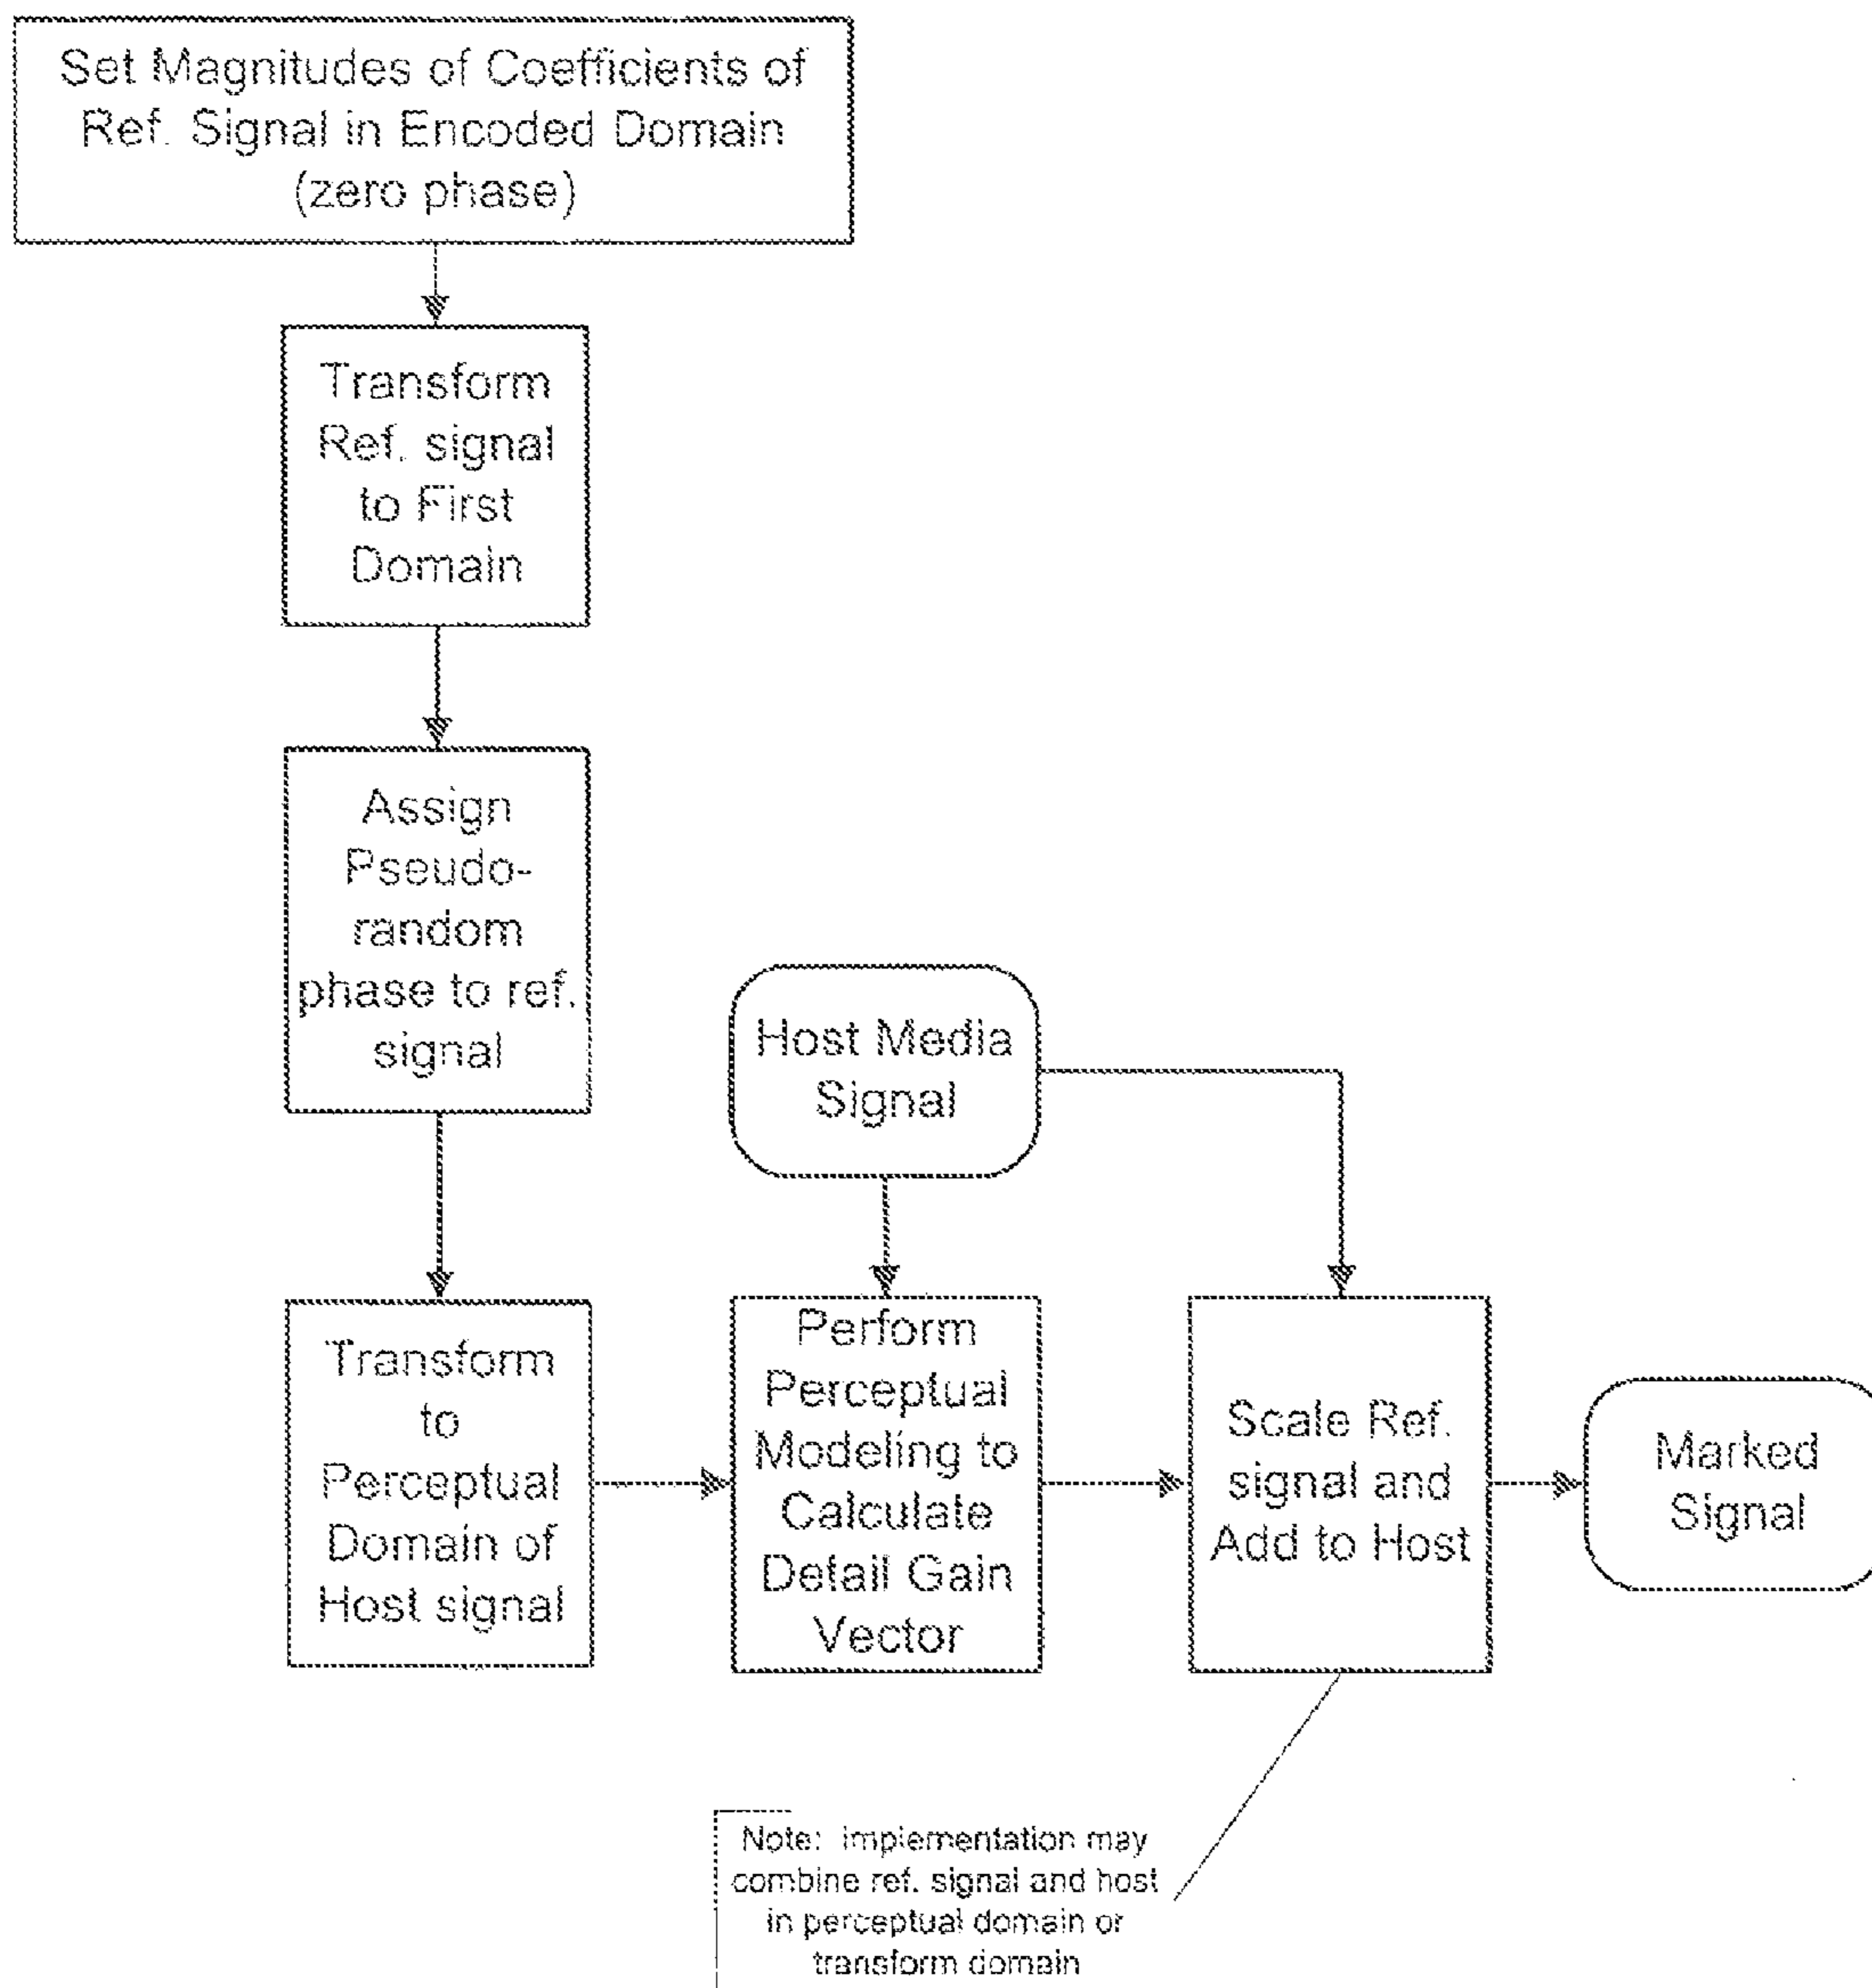 Set Magnitudes of Coefficients of
Ref. Signal in Encoded Domain
(zero phase)
Transform
Ref. signal
to First
Domain
Assign
Pseudo-
random
phase to ref.
signal
Host Media
Signal
Transform
to
Perceptual
Domain of
Host signal
Perform
Perceptual
Modeling to
Calculate
Detail Gain
Vector
Scale Ref.
signal and
Add to Host
Marked
Signal
Note: implementation may
combine ref. signal and host
in perceptual domain or
transform domain